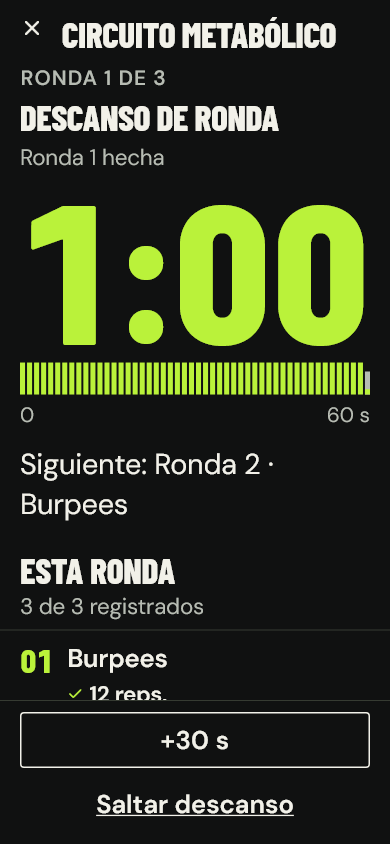 CIRCUITO METABÓLICO
RONDA 1 DE 3
DESCANSO DE RONDA
Ronda 1 hecha
1:00
0 60 s
Siguiente: Ronda 2 ·
Burpees
ESTA RONDA
3 de 3 registrados
01 Burpees
12 reps.
+30 s
Saltar descanso